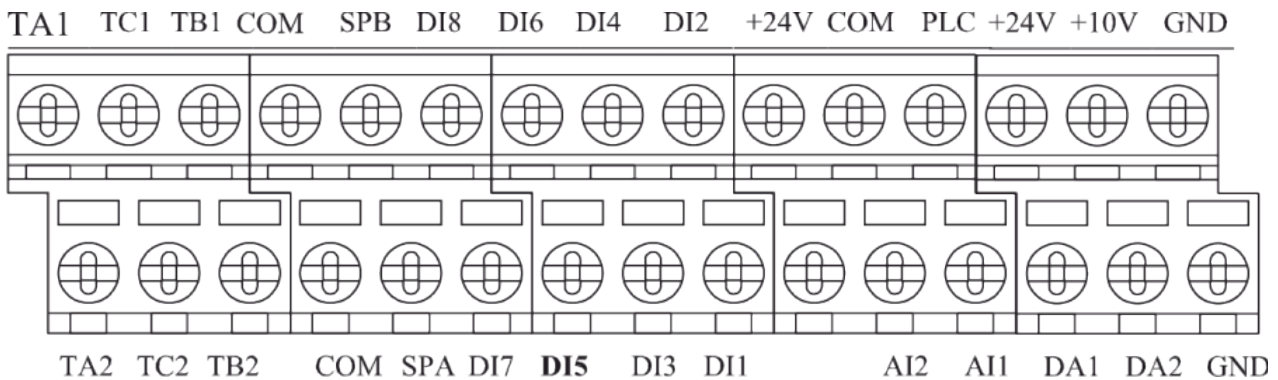 TA1 TC1 TB1 COM SPB DI8 DI6 DI4 DI2 +24V COM PLC +24V +10V GND
TA2 TC2 TB2 COM SPA DI7 DI5 DI3 DI1 AI2 AI1 DA1 DA2 GND